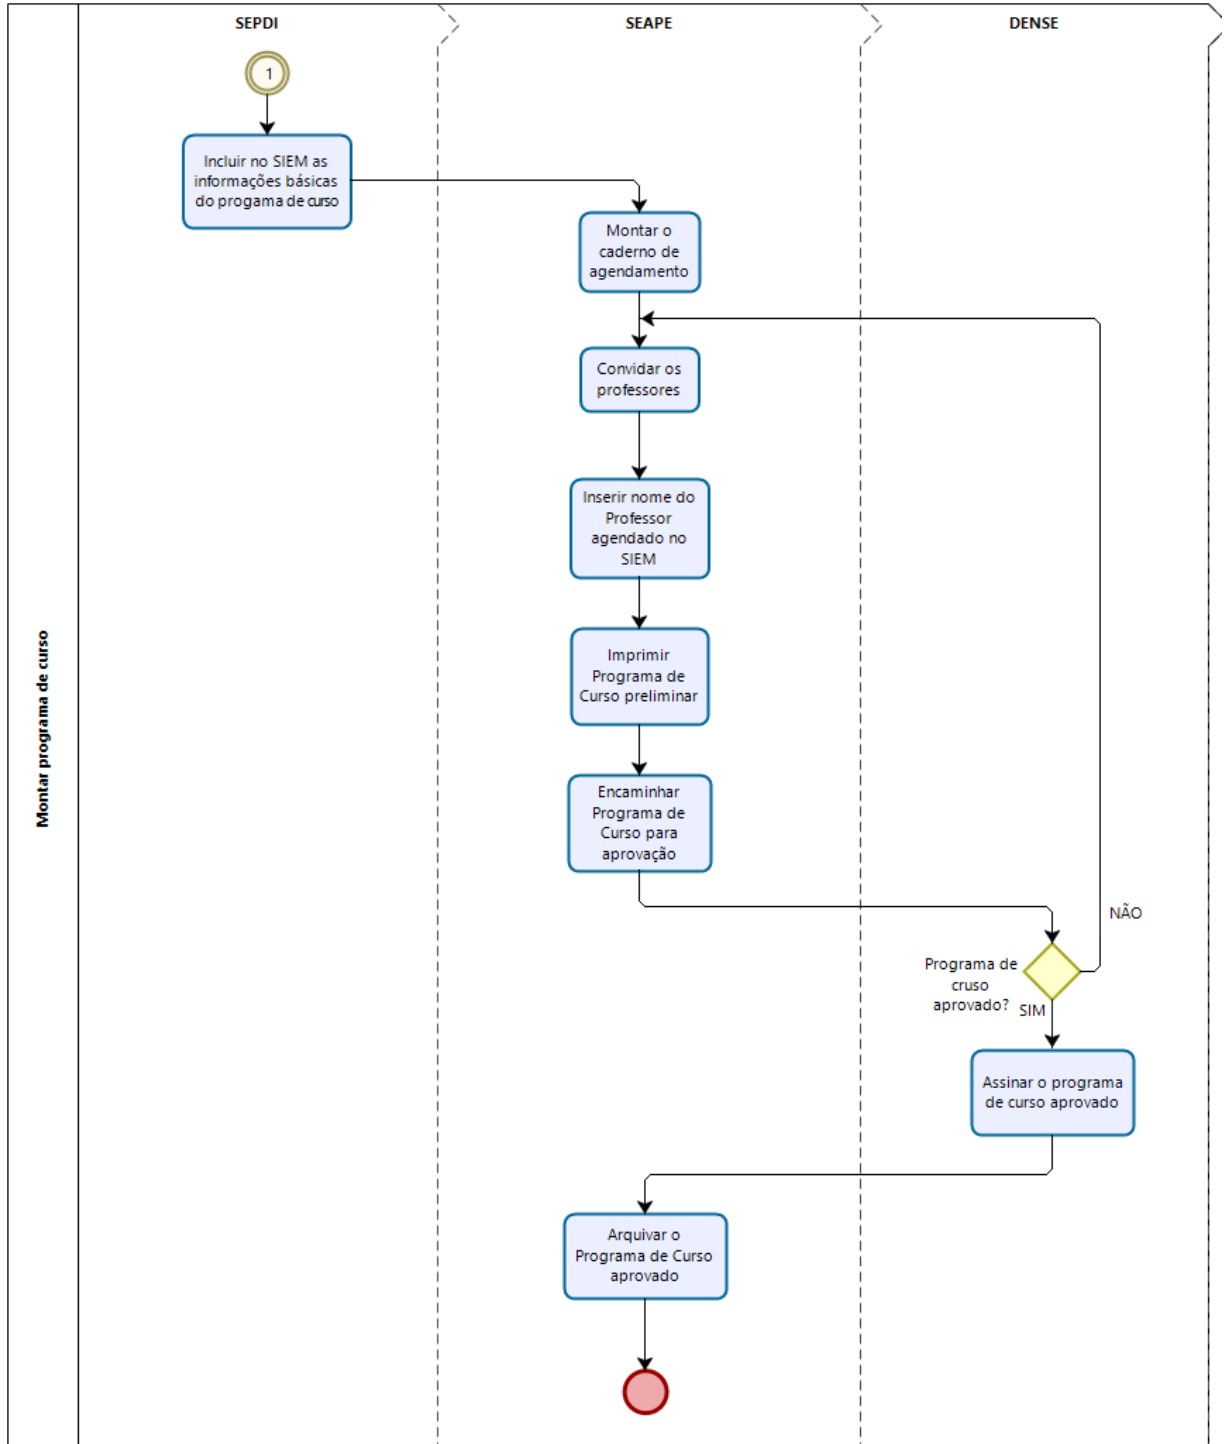 SEPDI
SEAPE
DENSE
Montar programa de curso
1
Incluir no SIEM as
informações básicas
do progama de curso
Montar o
caderno de
agendamento
Convidar os
professores
Inserir nome do
Professor
agendado no
SIEM
Imprimir
Programa de
Curso preliminar
Encaminhar
Programa de
Curso para
aprovação
NÃO
Programa de
cruso
aprovado?
SIM
Assinar o programa
de curso aprovado
Arquivar o
Programa de Curso
aprovado